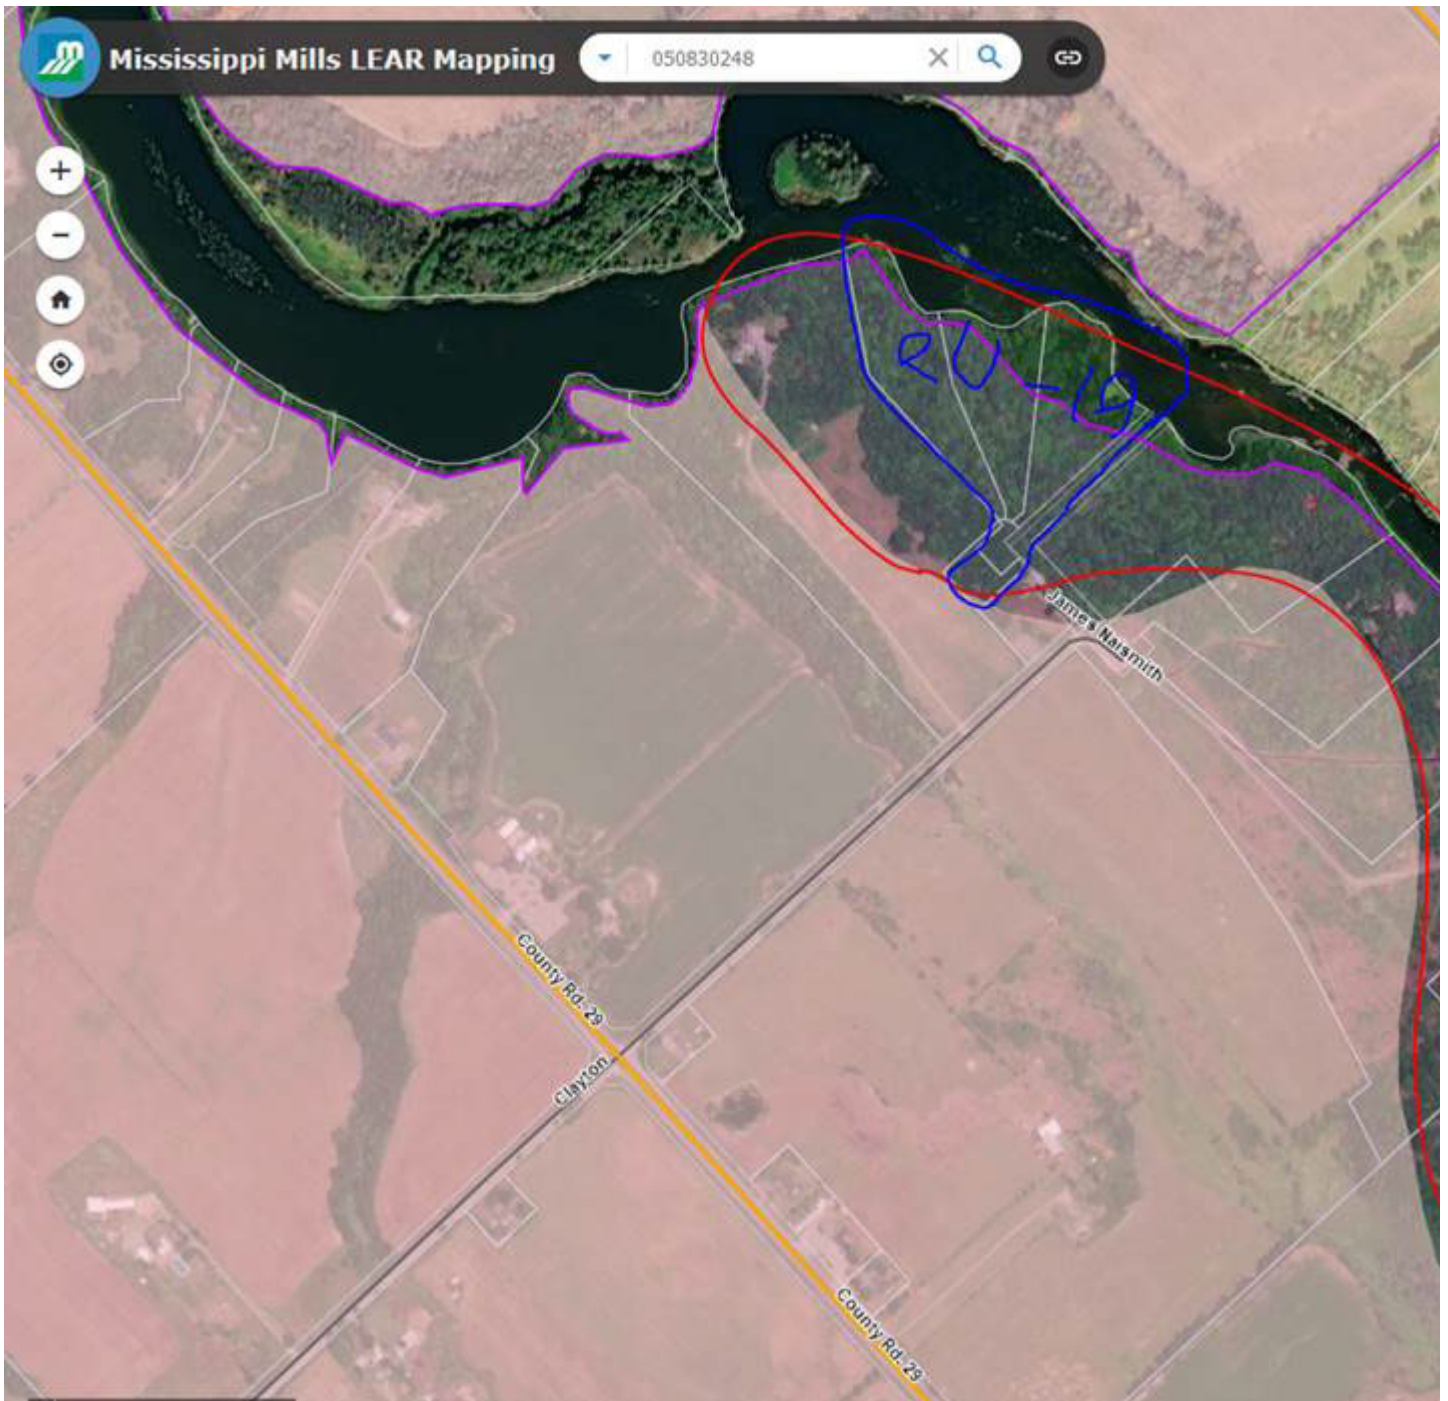 Mississippi Mills LEAR Mapping
050830248
RU-19
James Naismith
County Rd. 29
Clayton
County Rd. 29